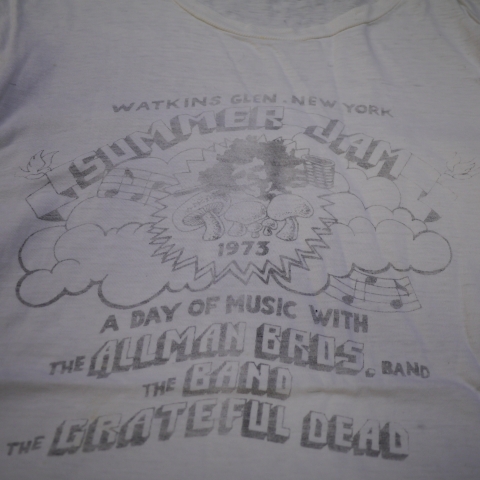 WATKINS GLEN. NEW YORK
SUMMER JAM
1973
A DAY OF MUSIC WITH
THE ALLMAN BROS. BAND
THE BAND
THE GRATEFUL DEAD